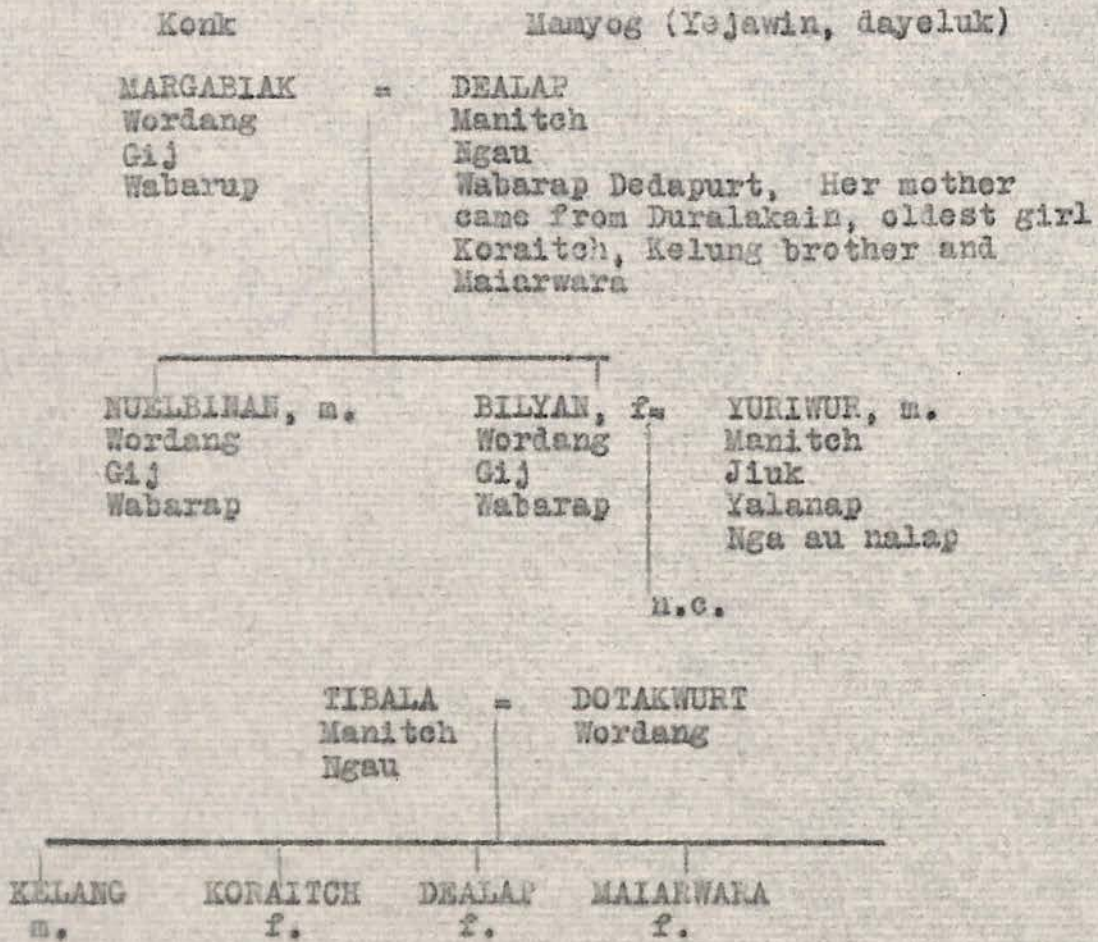 Konk Mamyog (Yejawin, dayeluk)
MARGABIAK = DEALAP
Wordang Manitch
Gij Ngau
Wabarup Wabarap Dedapurt, Her mother
came from Duralakain, oldest girl
Koraitch, Kelung brother and
Maiarwara
NUELBINAN, m. BILYAN, f= YURIWUR, m.
Wordang Wordang Manitch
Gij Gij Jiuk
Wabarap Wabarap Yalanap
Nga au nalap
n.c.
TIBALA = DOTAKWURT
Manitch Wordang
Ngau
KELANG KORAITCH DEALAP MAIARWARA
m. f. f. f.